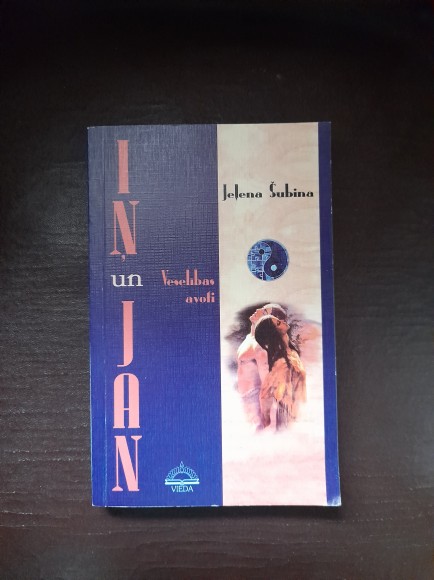 IŅ
un
JAN
Veselības
avoti
Jeļena Šubina
VIEDA